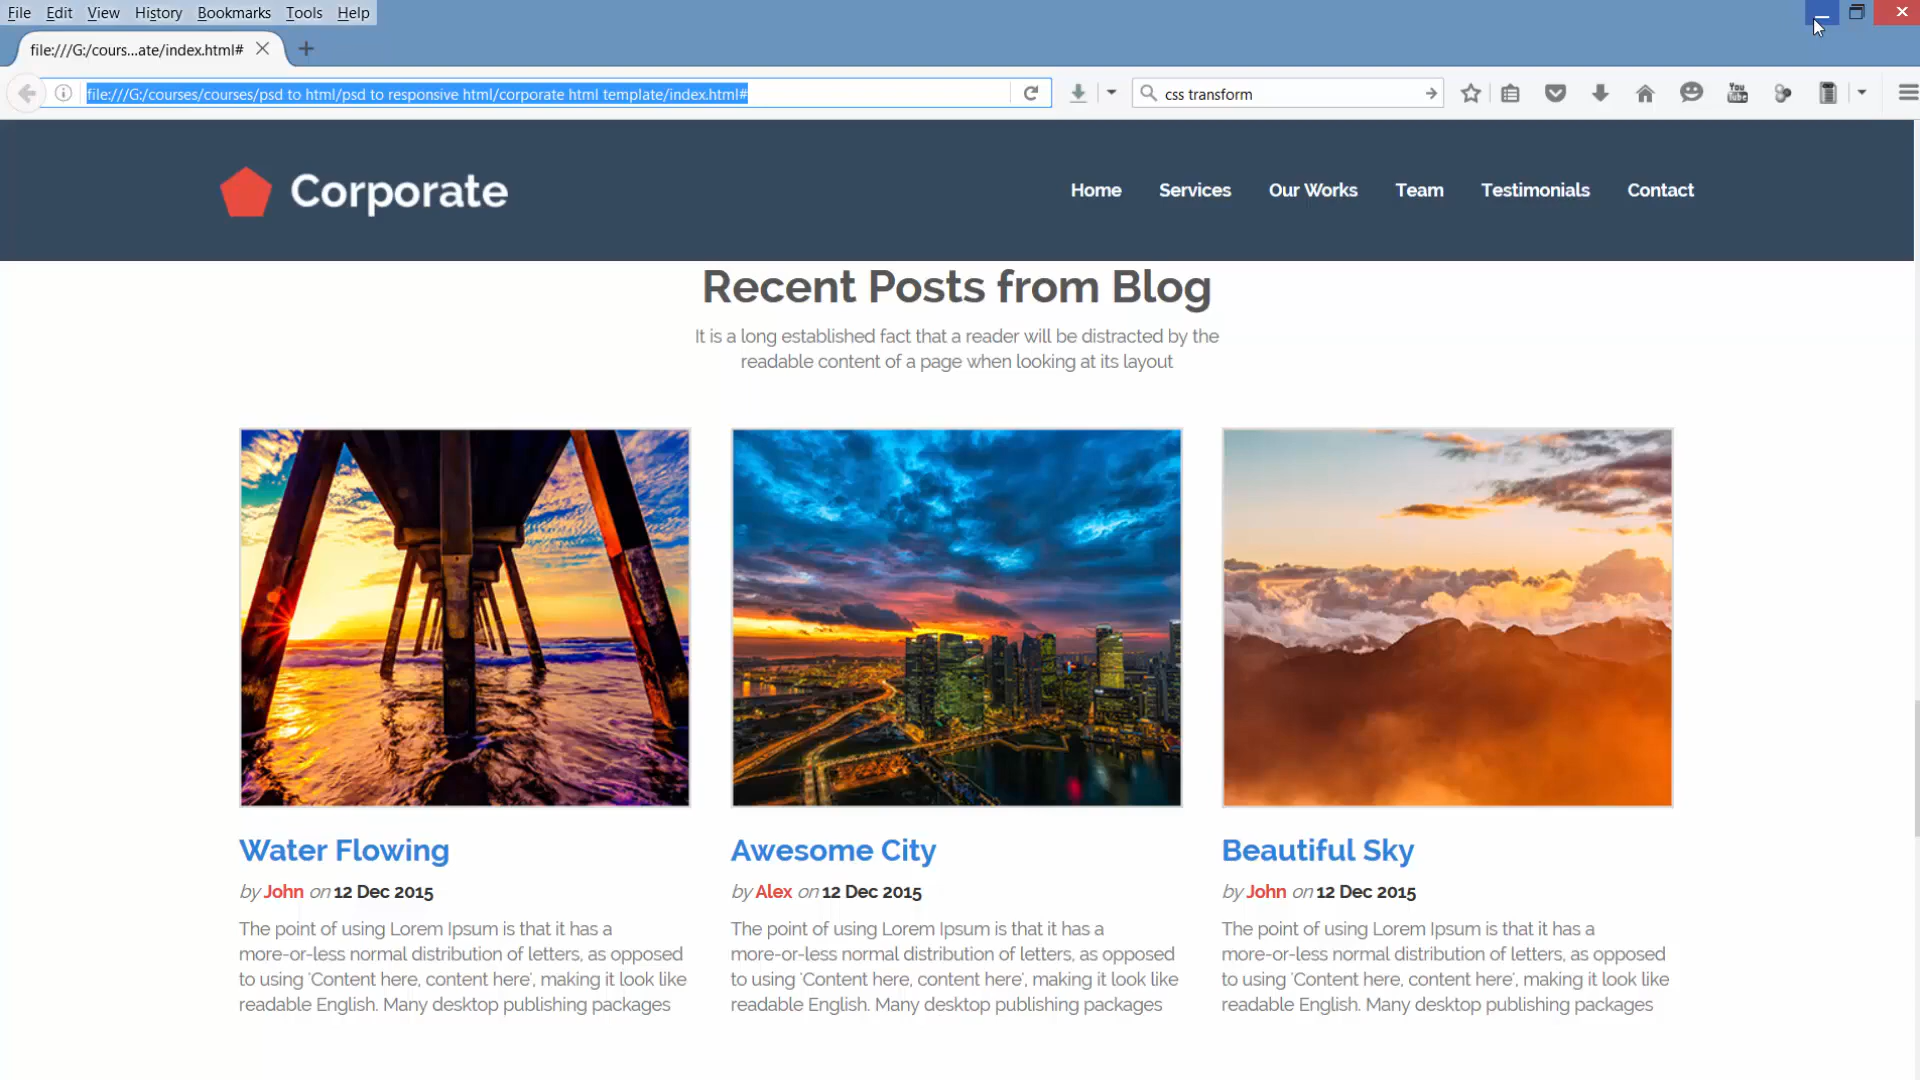 File Edit View History Bookmarks Tools Help
file:///G:/cours...ate/index.html#
file:///G:/courses/courses/psd to html/psd to responsive html/corporate html template/index.html#
css transform
You Tube
Corporate
Home Services Our Works Team Testimonials Contact
Recent Posts from Blog
It is a long established fact that a reader will be distracted by the
readable content of a page when looking at its layout
Water Flowing
by John on 12 Dec 2015
The point of using Lorem Ipsum is that it has a
more-or-less normal distribution of letters, as opposed
to using 'Content here, content here', making it look like
readable English. Many desktop publishing packages
Awesome City
by Alex on 12 Dec 2015
The point of using Lorem Ipsum is that it has a
more-or-less normal distribution of letters, as opposed
to using 'Content here, content here', making it look like
readable English. Many desktop publishing packages
Beautiful Sky
by John on 12 Dec 2015
The point of using Lorem Ipsum is that it has a
more-or-less normal distribution of letters, as opposed
to using 'Content here, content here', making it look like
readable English. Many desktop publishing packages